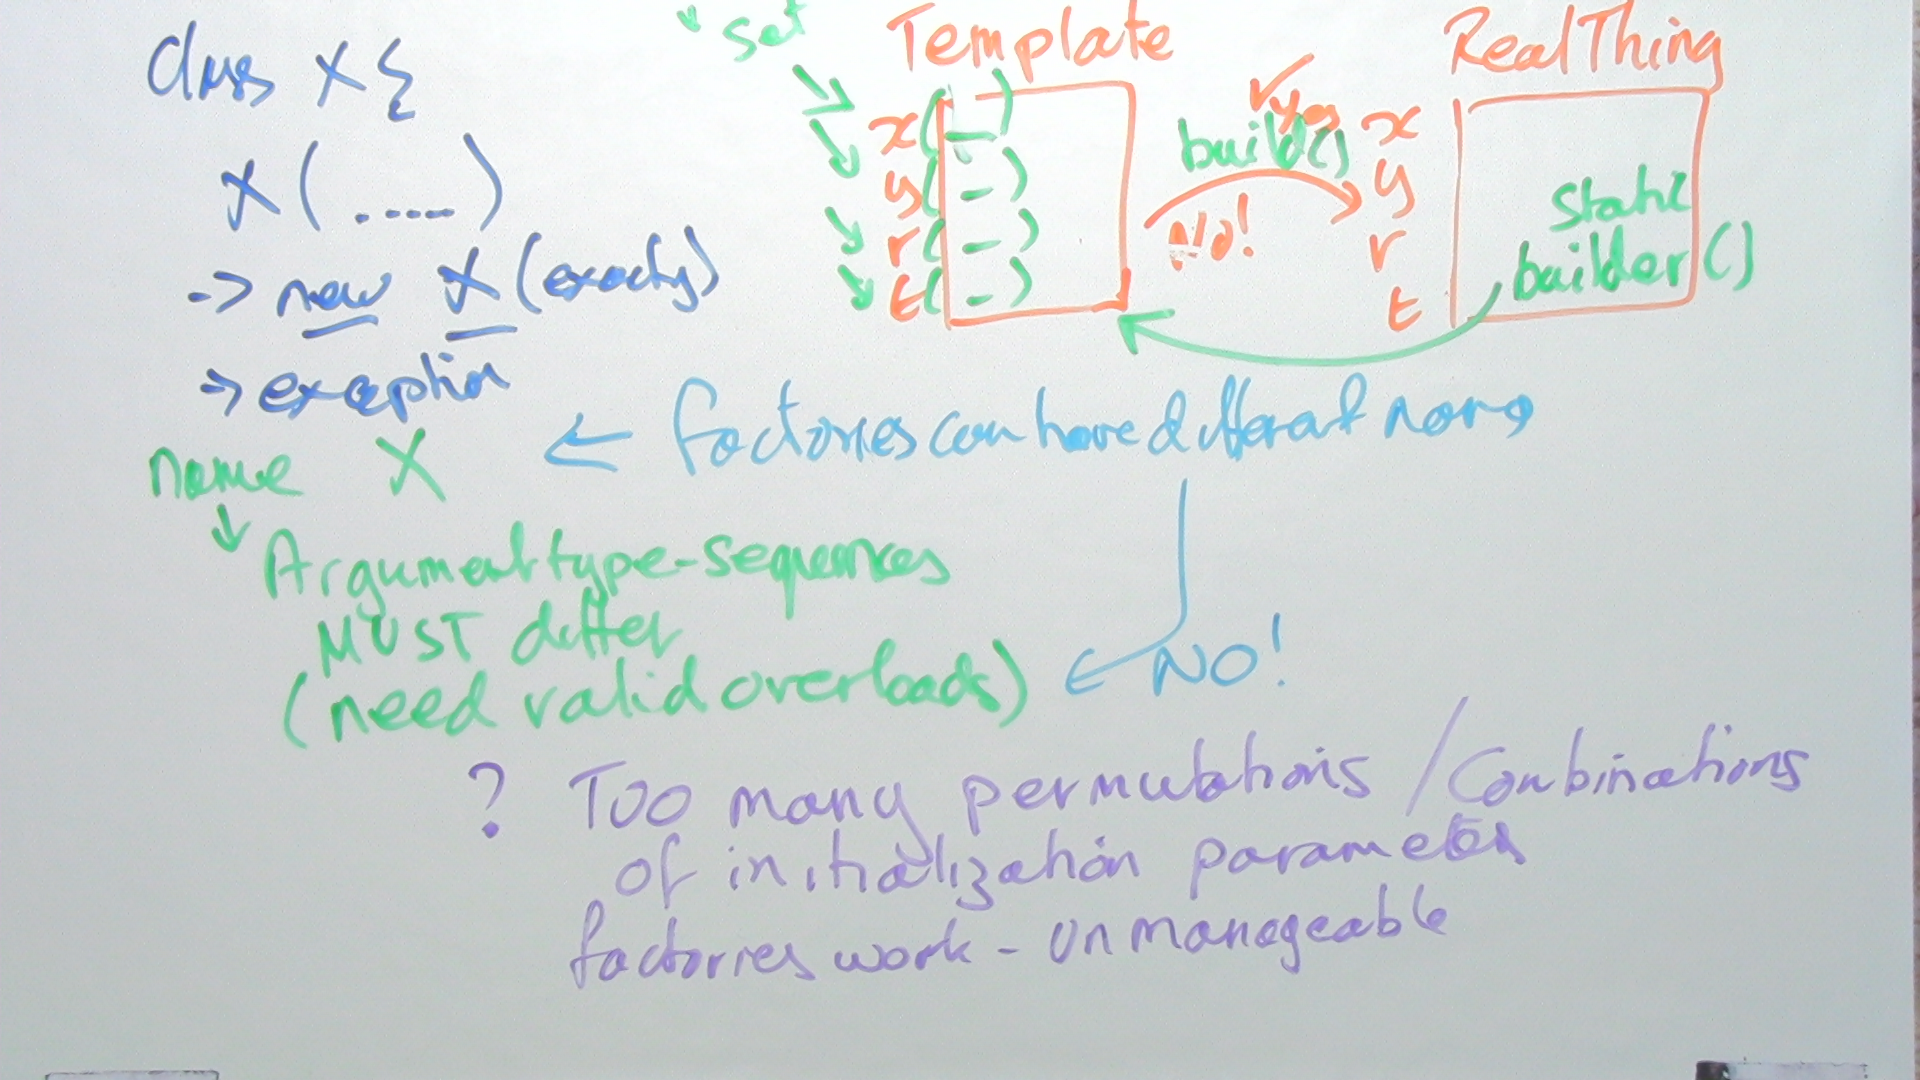 class X {
X ( ..... )
-> new X (exactly)
-> exception
name X
↓ Argument type-sequences
MUST differ
(need valid overloads)
set
Template
x( - )
y( - )
r( - )
t( - )
✓yes
build()
No!
RealThing
x
y
r
t
static
builder()
← factories can have different names
← NO!
? Too many permutations / Combinations
of initialization parameters
factories work - unmanageable